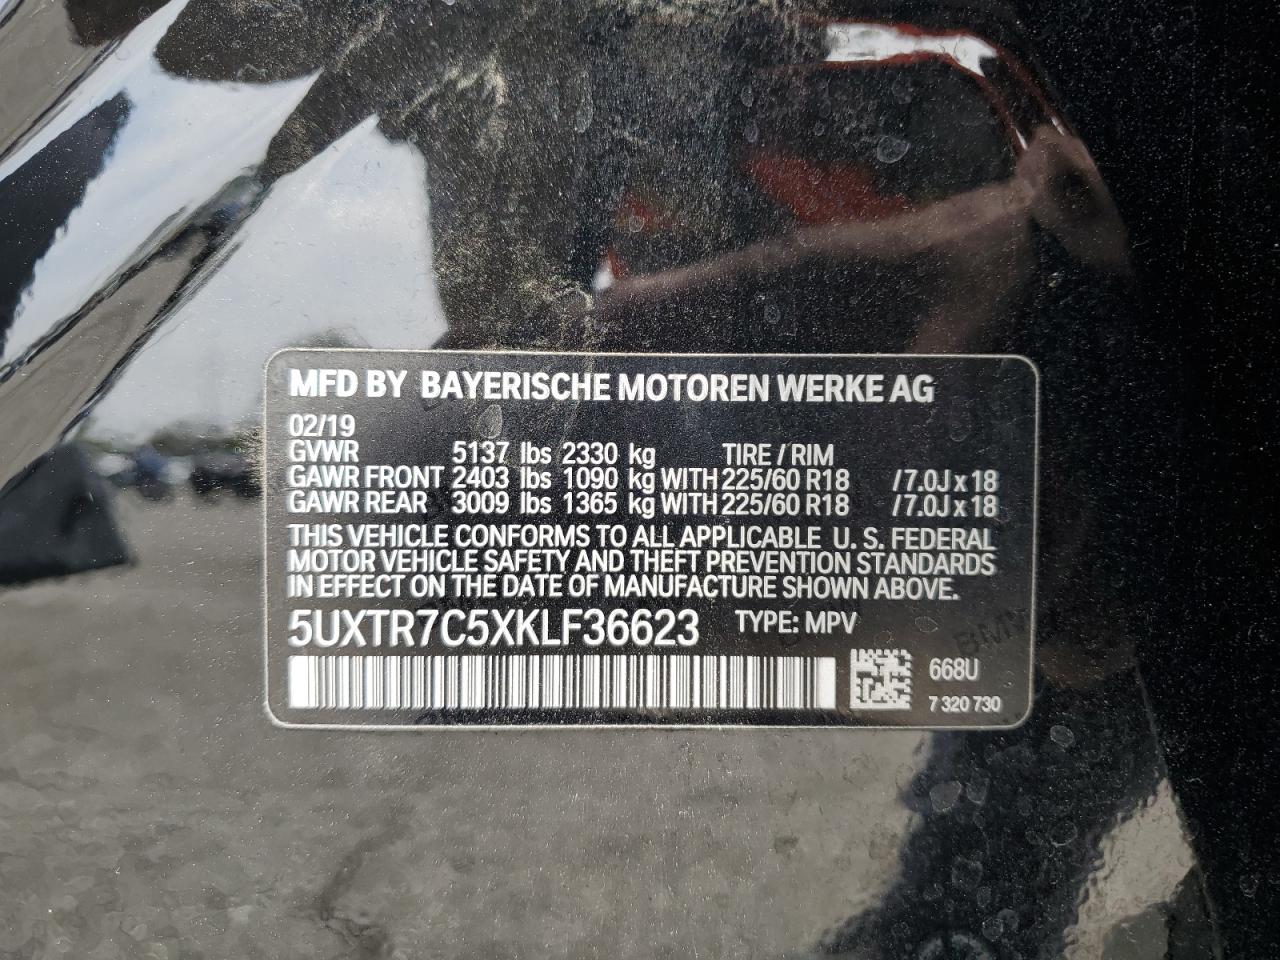 MFD BY BAYERISCHE MOTOREN WERKE AG
02/19
GVWR 5137 lbs 2330 kg TIRE / RIM
GAWR FRONT 2403 lbs 1090 kg WITH 225/60 R18 / 7.0J x 18
GAWR REAR 3009 lbs 1365 kg WITH 225/60 R18 / 7.0J x 18
THIS VEHICLE CONFORMS TO ALL APPLICABLE U. S. FEDERAL
MOTOR VEHICLE SAFETY AND THEFT PREVENTION STANDARDS
IN EFFECT ON THE DATE OF MANUFACTURE SHOWN ABOVE.
5UXTR7C5XKLF36623 TYPE: MPV
BMW
668U
7 320 730